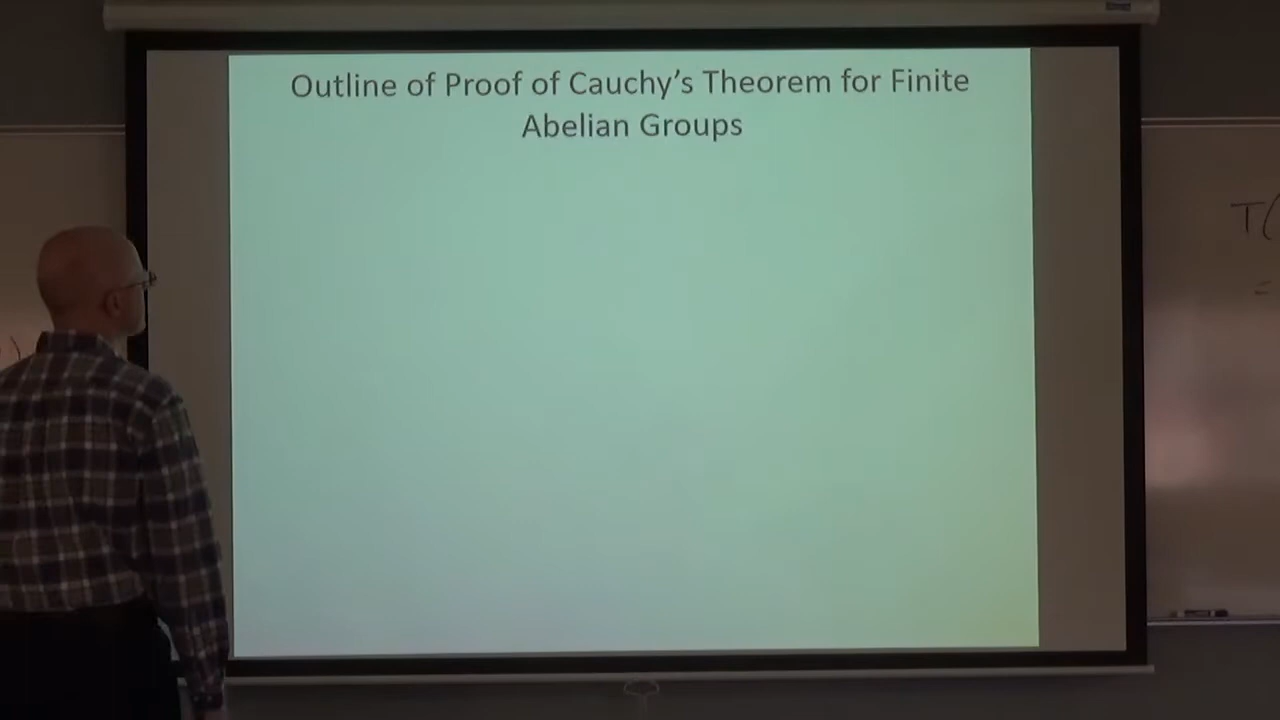 Outline of Proof of Cauchy's Theorem for Finite
Abelian Groups
T(
=
)